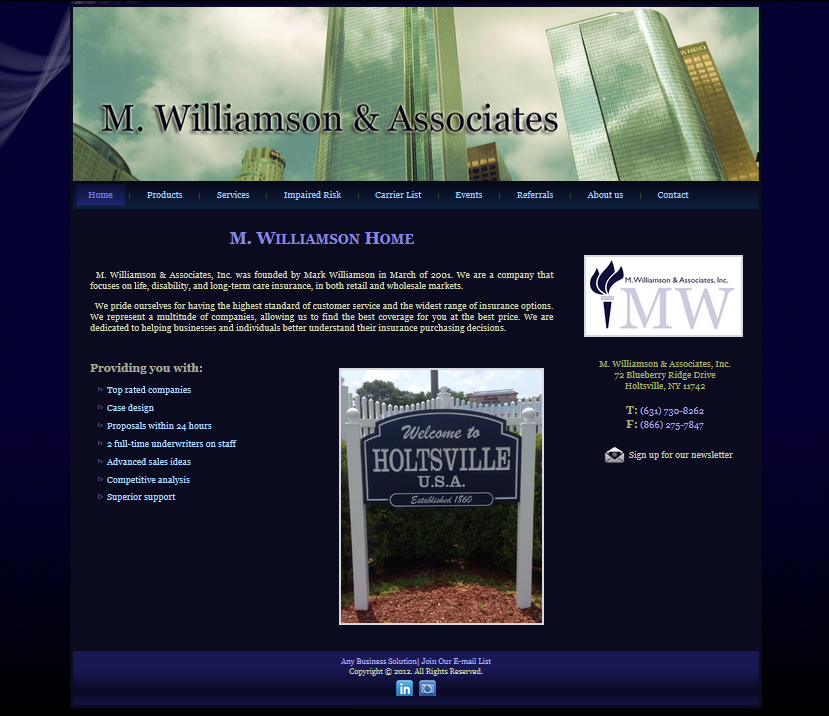 M. Williamson & Associates
Home
Products
Services
Impaired Risk
Carrier List
Events
Referrals
About us
Contact
M. Williamson Home
M. Williamson & Associates, Inc. was founded by Mark Williamson in March of 2001. We are a company that
focuses on life, disability, and long-term care insurance, in both retail and wholesale markets.
We pride ourselves for having the highest standard of customer service and the widest range of insurance options.
We represent a multitude of companies, allowing us to find the best coverage for you at the best price. We are
dedicated to helping businesses and individuals better understand their insurance purchasing decisions.
Providing you with:
Top rated companies
Case design
Proposals within 24 hours
2 full-time underwriters on staff
Advanced sales ideas
Competitive analysis
Superior support
Welcome to
HOLTSVILLE
U.S.A.
Established 1860
M.Williamson & Associates, Inc.
MW
M. Williamson & Associates, Inc.
72 Blueberry Ridge Drive
Holtsville, NY 11742
T: (631) 730-8262
F: (866) 275-7847
Sign up for our newsletter
Any Business Solution| Join Our E-mail List
Copyright © 2012. All Rights Reserved.
in